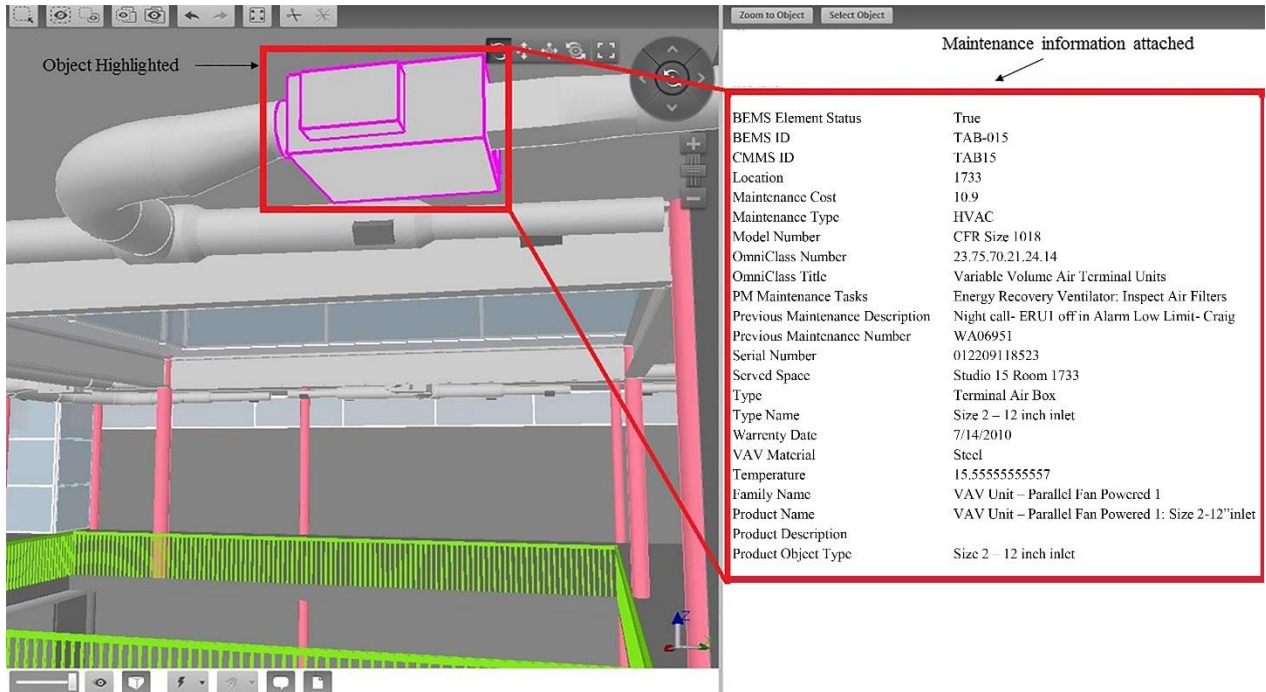 Zoom to Object Select Object
Maintenance information attached
Object Highlighted
BEMS Element Status True
BEMS ID TAB-015
CMMS ID TAB15
Location 1733
Maintenance Cost 10.9
Maintenance Type HVAC
Model Number CFR Size 1018
OmniClass Number 23.75.70.21.24.14
OmniClass Title Variable Volume Air Terminal Units
PM Maintenance Tasks Energy Recovery Ventilator: Inspect Air Filters
Previous Maintenance Description Night call- ERU1 off in Alarm Low Limit- Craig
Previous Maintenance Number WA06951
Serial Number 012209118523
Served Space Studio 15 Room 1733
Type Terminal Air Box
Type Name Size 2 – 12 inch inlet
Warrenty Date 7/14/2010
VAV Material Steel
Temperature 15.55555555557
Family Name VAV Unit – Parallel Fan Powered 1
Product Name VAV Unit – Parallel Fan Powered 1: Size 2-12”inlet
Product Description
Product Object Type Size 2 – 12 inch inlet
Z